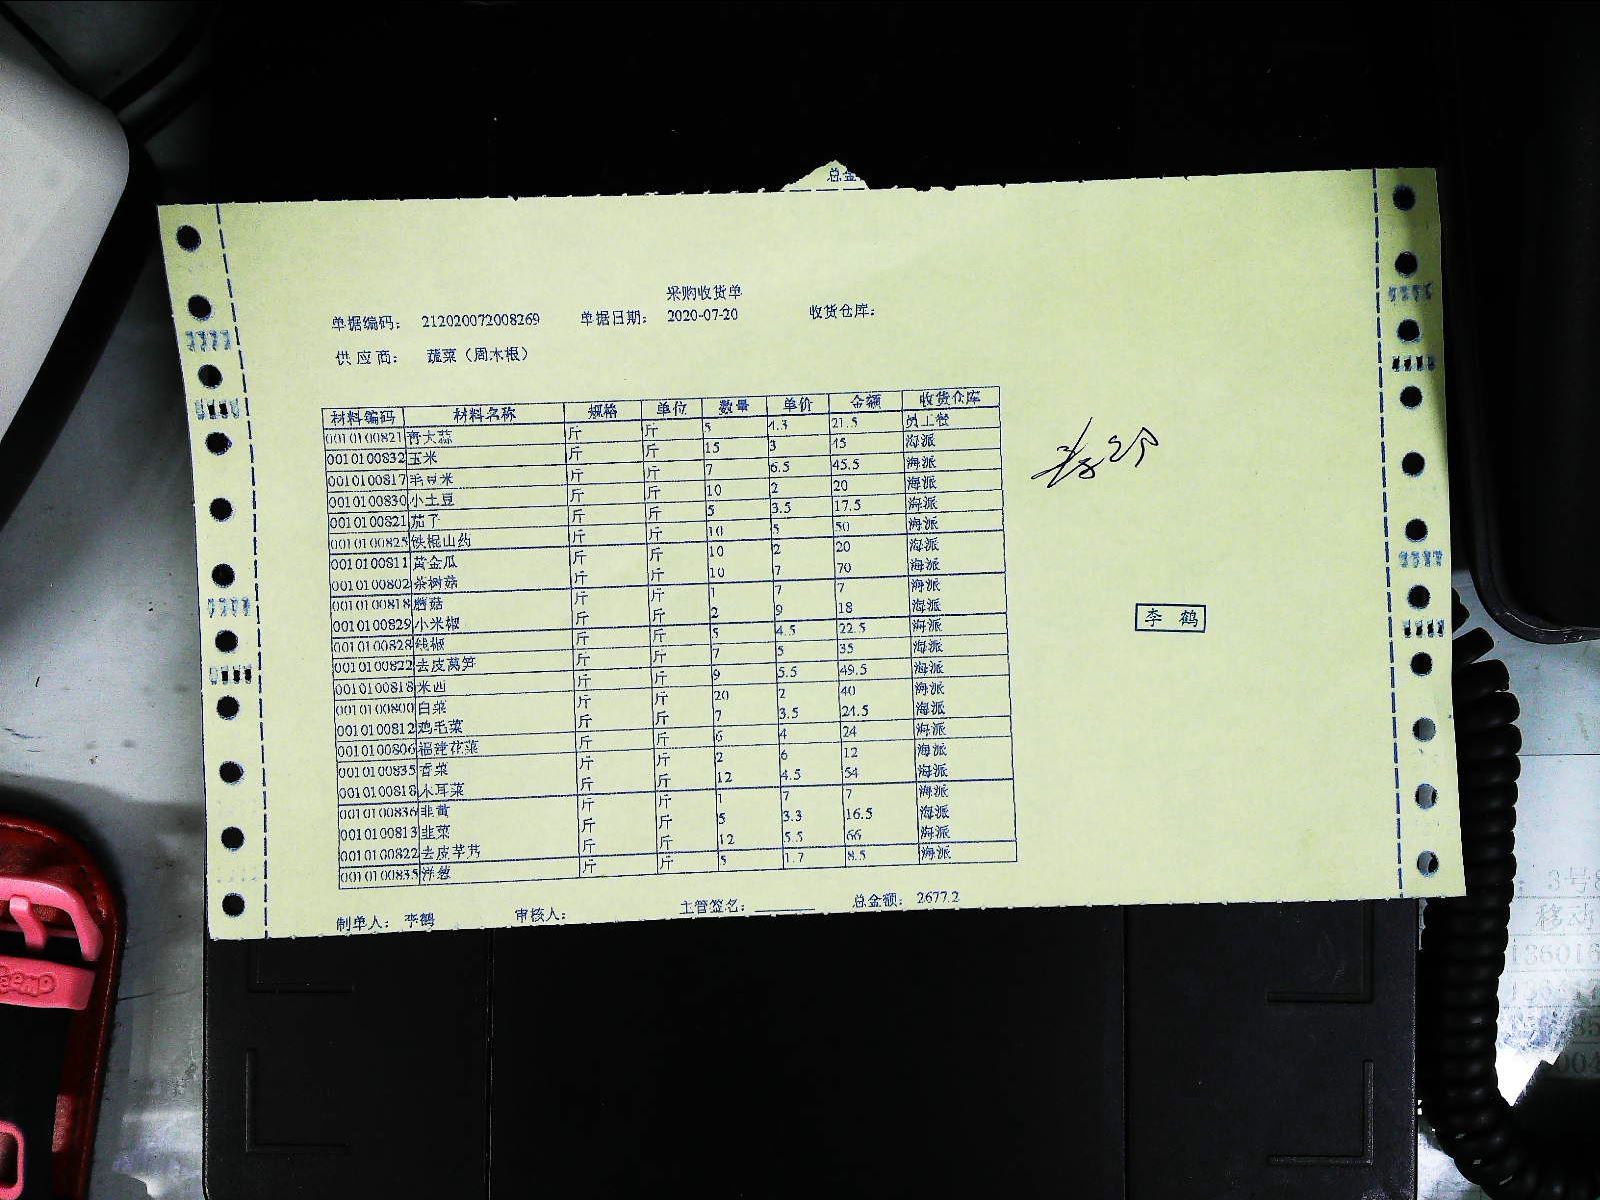 总金
采购收货单
单据编码： 212020072008269 单据日期： 2020-07-20 收货仓库：
供应商： 蔬菜（周木根）
材料编码 材料名称 规格 单位 数量 单价 金额 收货仓库
0010100821 青大蒜 斤 斤 5 4.3 21.5 员工餐
0010100832 玉米 斤 斤 15 3 45 海派
0010100817 毛豆米 斤 斤 7 6.5 45.5 海派
0010100830 小土豆 斤 斤 10 2 20 海派
0010100821 茄子 斤 斤 5 3.5 17.5 海派
0010100825 铁棍山药 斤 斤 10 5 50 海派
0010100811 黄金瓜 斤 斤 10 2 20 海派
0010100802 茶树菇 斤 斤 10 7 70 海派
0010100818 蘑菇 斤 斤 1 7 7 海派
0010100829 小米椒 斤 斤 2 9 18 海派
0010100828 线椒 斤 斤 5 4.5 22.5 海派
0010100822 去皮莴笋 斤 斤 7 5 35 海派
0010100818 米西 斤 斤 9 5.5 49.5 海派
0010100800 白菜 斤 斤 20 2 40 海派
0010100812 鸡毛菜 斤 斤 7 3.5 24.5 海派
0010100806 福建花菜 斤 斤 6 4 24 海派
0010100835 香菜 斤 斤 2 6 12 海派
0010100818 木耳菜 斤 斤 12 4.5 54 海派
0010100836 韭黄 斤 斤 1 7 7 海派
0010100813 韭菜 斤 斤 5 3.3 16.5 海派
0010100822 去皮芋艿 斤 斤 12 5.5 66 海派
0010100835 洋葱 斤 斤 5 1.7 8.5 海派
李 鹤
制单人： 李鹤 审核人： 主管签名： 总金额： 2677.2
: 3号8
移动
136016